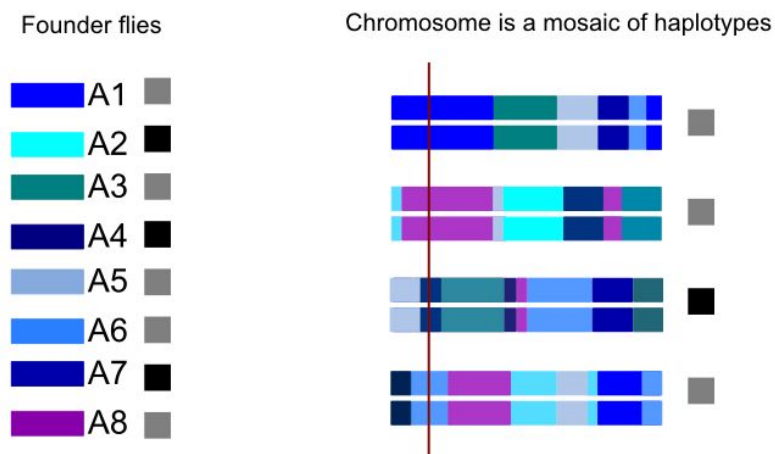 Founder flies
Chromosome is a mosaic of haplotypes
A1
A2
A3
A4
A5
A6
A7
A8